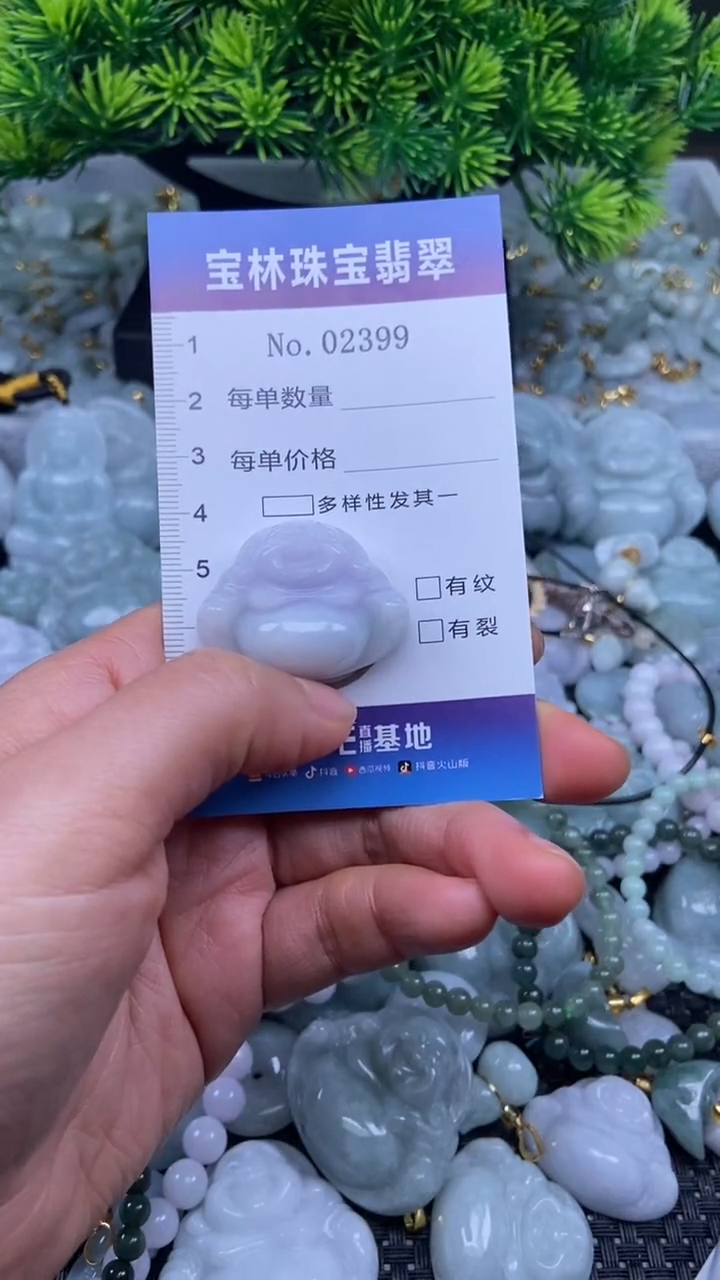 宝林珠宝翡翠
No. 02399
1
2 每单数量
3 每单价格
4 多样性发其一
5
有纹
有裂
直播基地
抖音 西瓜视频 抖音火山版